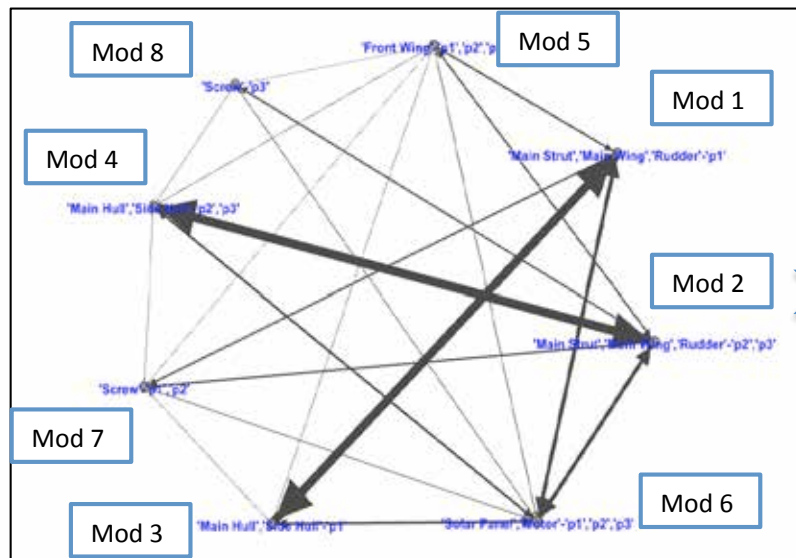 Mod 5
'Front Wing'-'p1','p2','p
Mod 8
'Screw'-'p3'
Mod 1
'Main Strut','Main Wing','Rudder'-'p1'
Mod 4
'Main Hull','Side Hull'-'p2','p3'
Mod 2
'Main Strut','Main Wing','Rudder'-'p2','p3'
'Screw'-'p1','p2'
Mod 7
Mod 6
Mod 3
'Main Hull','Side Hull'-'p1'
'Solar Panel','Motor'-'p1','p2','p3'